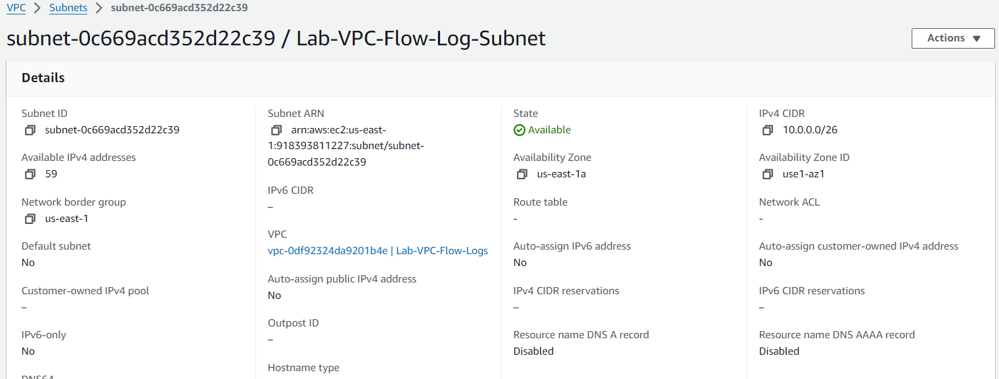 VPC > Subnets > subnet-0c669acd352d22c39
subnet-0c669acd352d22c39 / Lab-VPC-Flow-Log-Subnet
Actions
Details
Subnet ID
subnet-0c669acd352d22c39
Available IPv4 addresses
59
Network border group
us-east-1
Default subnet
No
Customer-owned IPv4 pool
–
IPv6-only
No
DNS64
Subnet ARN
arn:aws:ec2:us-east-
1:918393811227:subnet/subnet-
0c669acd352d22c39
IPv6 CIDR
–
VPC
vpc-0df92324da9201b4e | Lab-VPC-Flow-Logs
Auto-assign public IPv4 address
No
Outpost ID
–
Hostname type
State
Available
Availability Zone
us-east-1a
Route table
-
Auto-assign IPv6 address
No
IPv4 CIDR reservations
–
Resource name DNS A record
Disabled
IPv4 CIDR
10.0.0.0/26
Availability Zone ID
use1-az1
Network ACL
-
Auto-assign customer-owned IPv4 address
No
IPv6 CIDR reservations
–
Resource name DNS AAAA record
Disabled